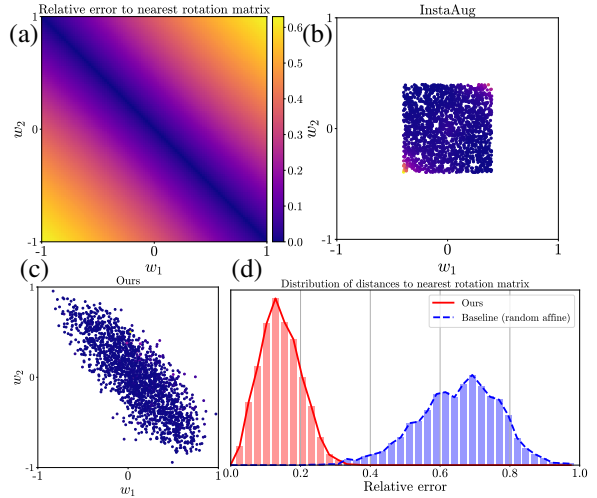 (a)
Relative error to nearest rotation matrix
1
0
-1
w2
-1
0
1
w1
0.6
0.5
0.4
0.3
0.2
0.1
0.0
(b)
InstaAug
1
0
-1
w2
-1
0
1
w1
(c)
Ours
1
0
-1
w2
-1
0
1
w1
(d)
Distribution of distances to nearest rotation matrix
Ours
Baseline (random affine)
0.0
0.2
0.4
0.6
0.8
1.0
Relative error